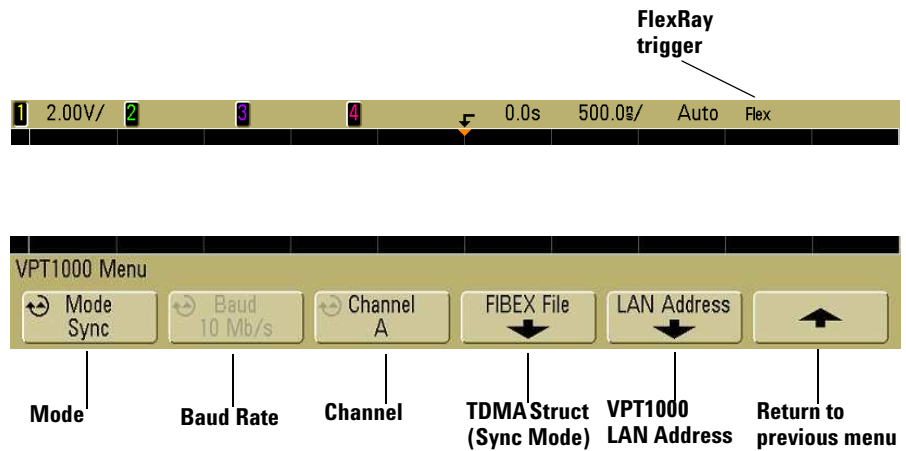 FlexRay
trigger
1 2.00V/ 2 3 4 0.0s 500.0ns/ Auto Flex
VPT1000 Menu
Mode
Sync
Baud
10 Mb/s
Channel
A
FIBEX File
LAN Address
Mode
Baud Rate
Channel
TDMA Struct
(Sync Mode)
VPT1000
LAN Address
Return to
previous menu